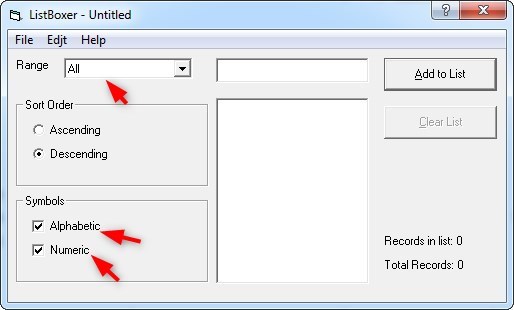 ListBoxer - Untitled
File Edjt Help
Range All Add to List
Sort Order Clear List
Ascending
Descending
Symbols
Alphabetic
Numeric Records in list: 0
Total Records: 0